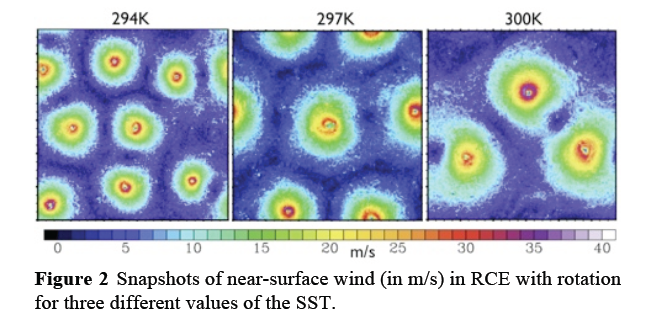 294K 297K 300K
0 5 10 15 20 25 30 35 40
m/s
Figure 2 Snapshots of near-surface wind (in m/s) in RCE with rotation
for three different values of the SST.